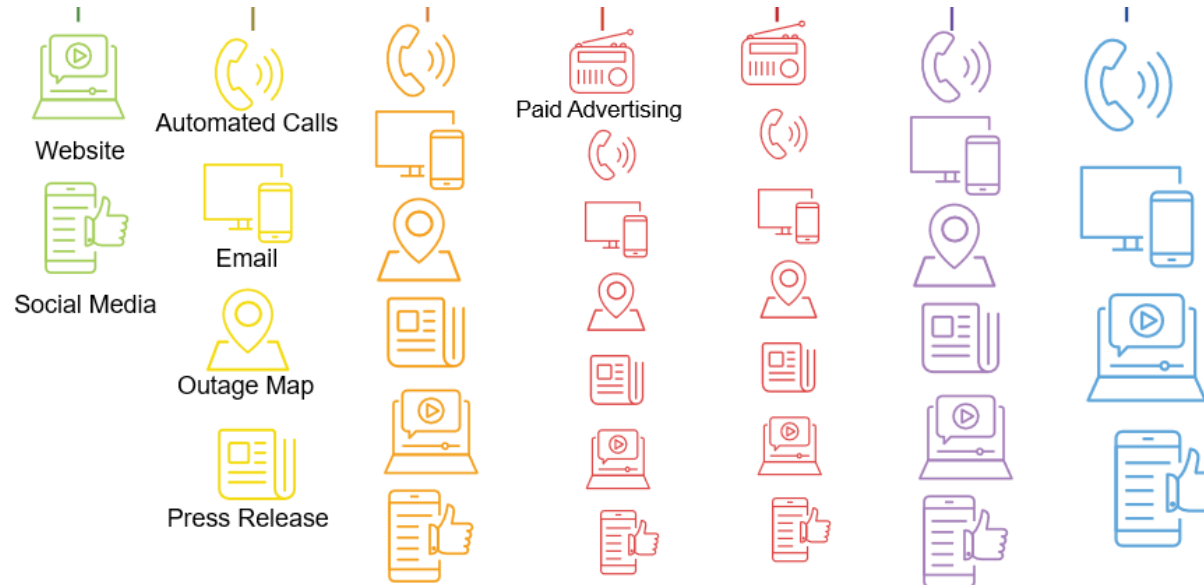 Website
Social Media
Automated Calls
Email
Outage Map
Press Release
Paid Advertising